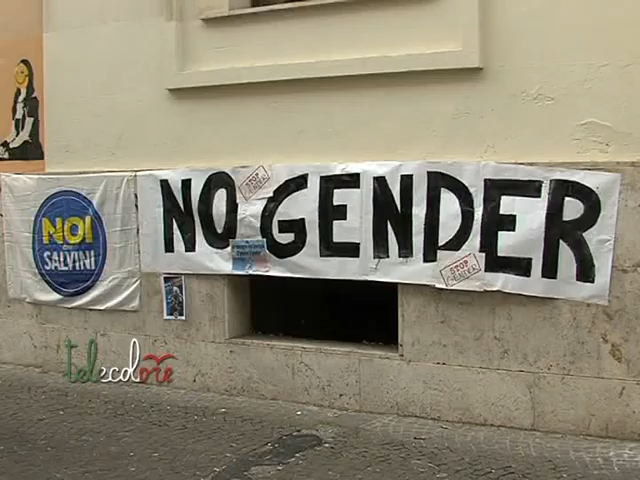 NO GENDER
STOP
GENDER
NOI
CON
SALVINI
STOP
GENDER
telecolore